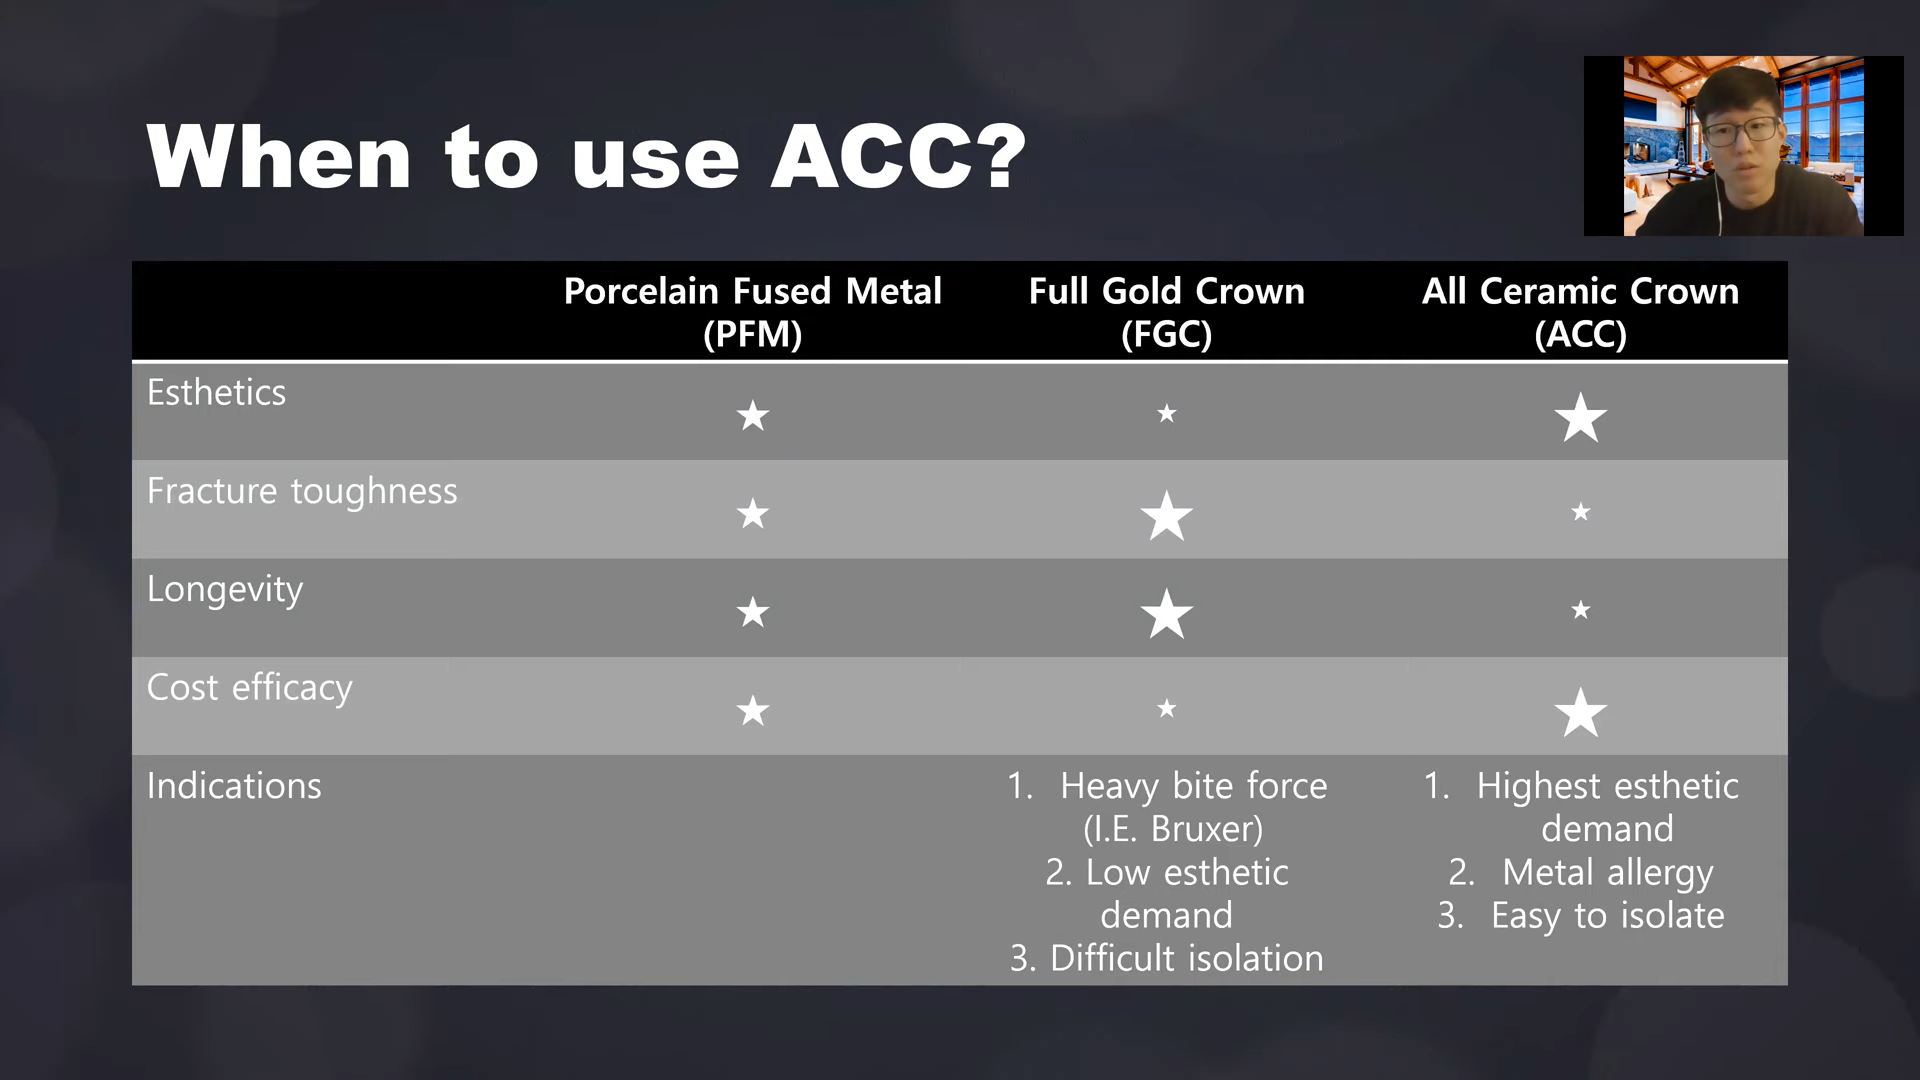 When to use ACC?
Porcelain Fused Metal
(PFM)
Full Gold Crown
(FGC)
All Ceramic Crown
(ACC)
Esthetics
Fracture toughness
Longevity
Cost efficacy
Indications
1. Heavy bite force
(I.E. Bruxer)
2. Low esthetic
demand
3. Difficult isolation
1. Highest esthetic
demand
2. Metal allergy
3. Easy to isolate